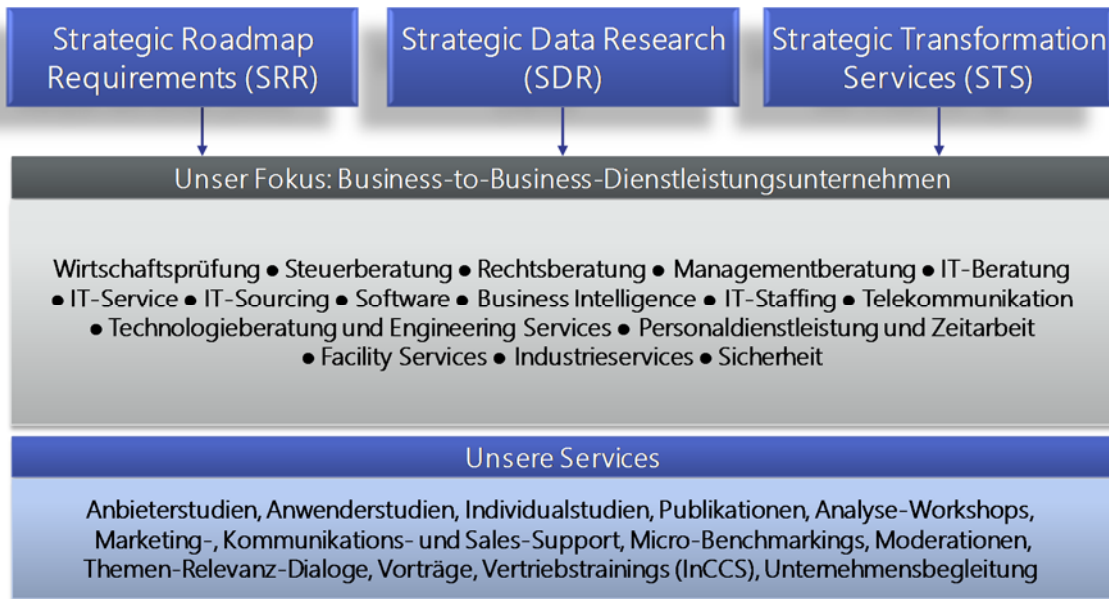 Strategic Roadmap
Requirements (SRR)
Strategic Data Research
(SDR)
Strategic Transformation
Services (STS)
Unser Fokus: Business-to-Business-Dienstleistungsunternehmen
Wirtschaftsprüfung ● Steuerberatung ● Rechtsberatung ● Managementberatung ● IT-Beratung
● IT-Service ● IT-Sourcing ● Software ● Business Intelligence ● IT-Staffing ● Telekommunikation
● Technologieberatung und Engineering Services ● Personaldienstleistung und Zeitarbeit
● Facility Services ● Industrieservices ● Sicherheit
Unsere Services
Anbieterstudien, Anwenderstudien, Individualstudien, Publikationen, Analyse-Workshops,
Marketing-, Kommunikations- und Sales-Support, Micro-Benchmarkings, Moderationen,
Themen-Relevanz-Dialoge, Vorträge, Vertriebstrainings (InCCS), Unternehmensbegleitung